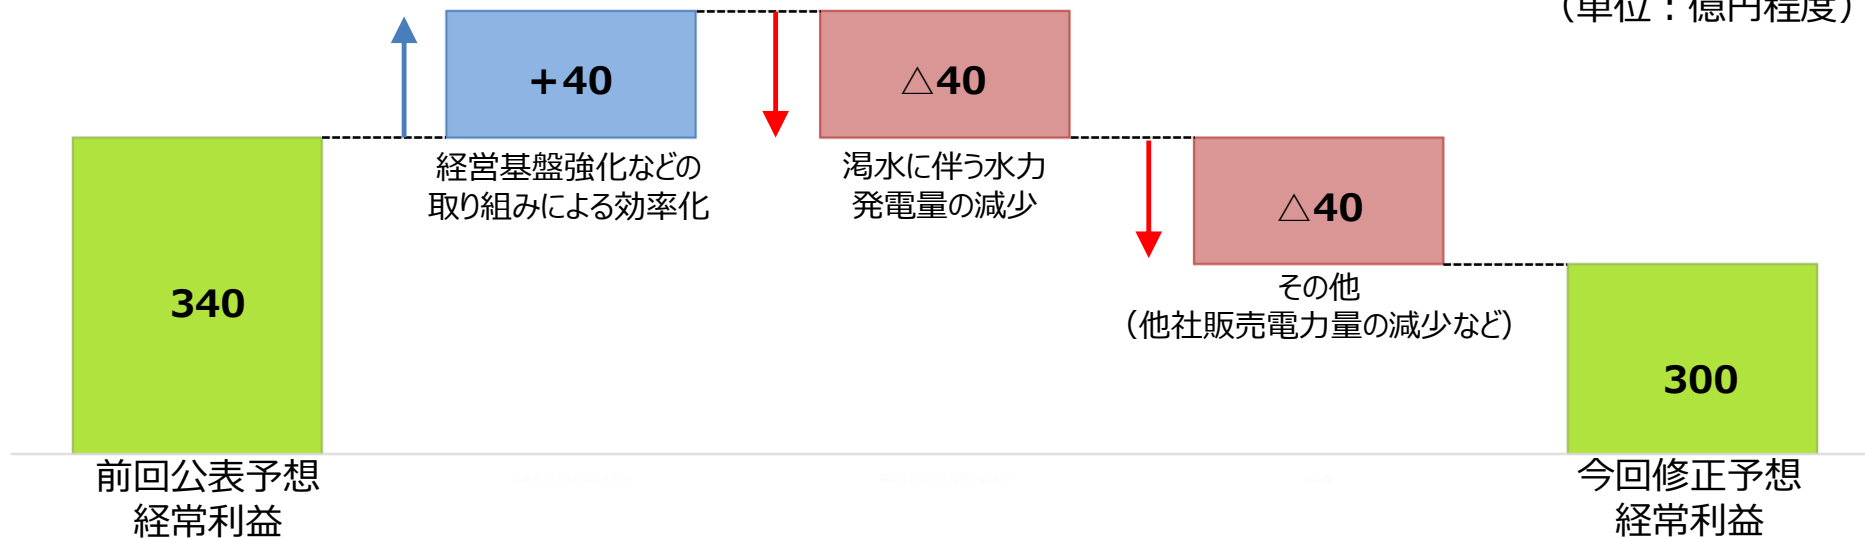 （単位：億円程度）
+40
△40
経営基盤強化などの
取り組みによる効率化
渇水に伴う水力
発電量の減少
△40
その他
（他社販売電力量の減少など）
340
300
前回公表予想
経常利益
今回修正予想
経常利益